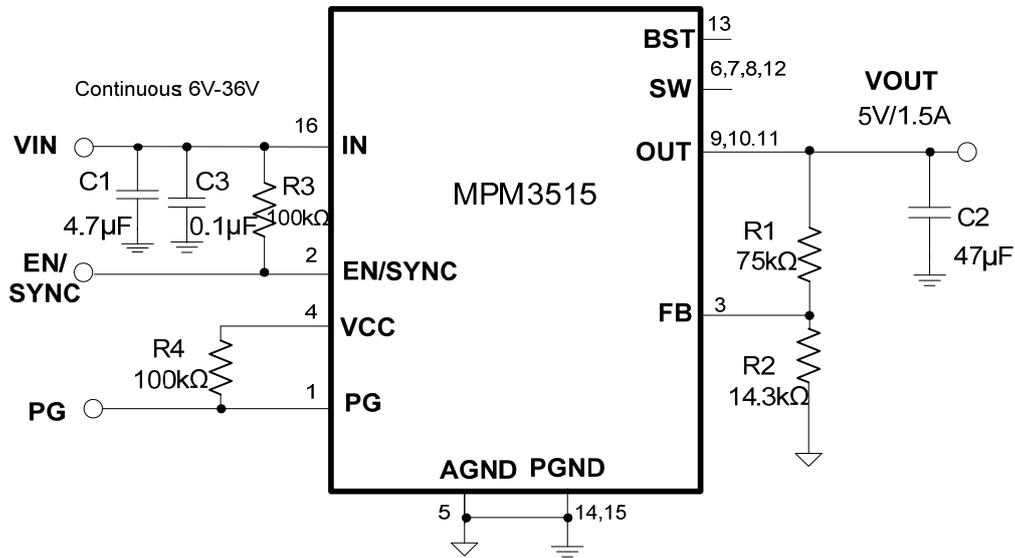 13
BST
6,7,8,12
SW
VOUT
5V/1.5A
Continuous: 6V-36V
16
9,10.11
VIN
IN
OUT
MPM3515
C1
C3
R3
4.7µF
0.1µF
100kΩ
R1
75kΩ
C2
47µF
EN/
SYNC
2
EN/SYNC
3
FB
4
VCC
R4
100kΩ
R2
14.3kΩ
1
PG
PG
AGND
PGND
5
14,15